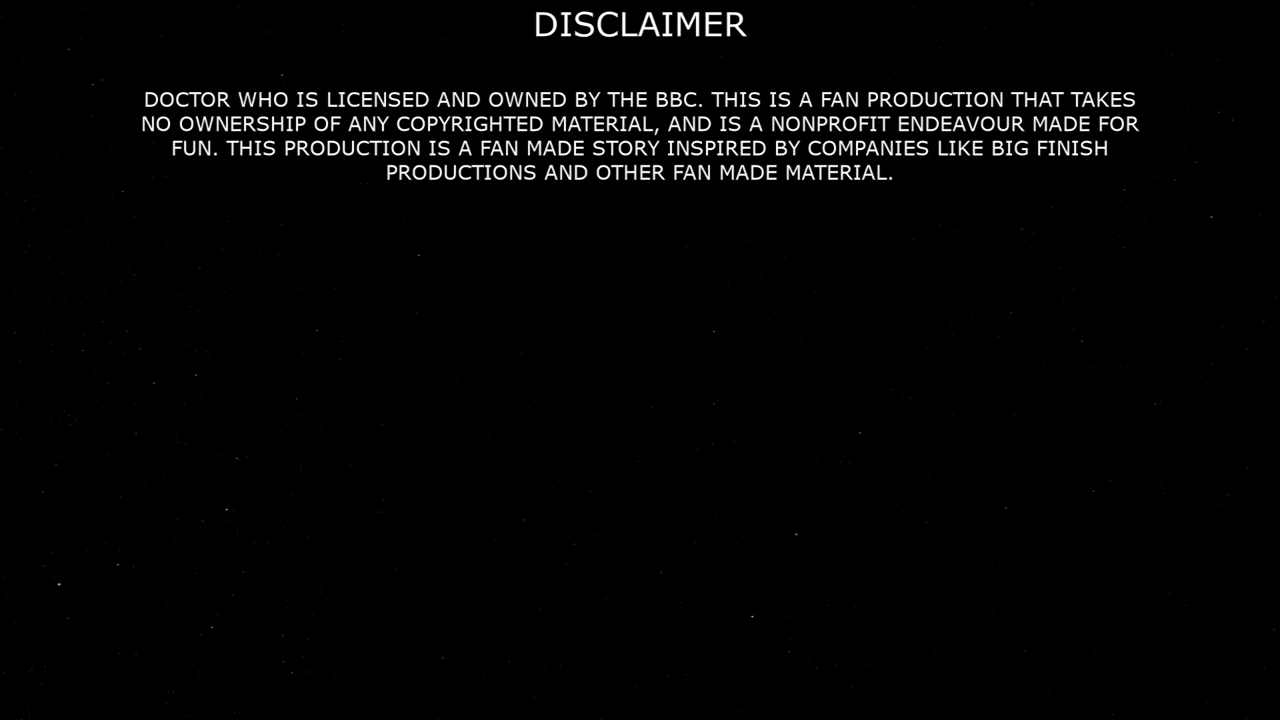 DISCLAIMER
DOCTOR WHO IS LICENSED AND OWNED BY THE BBC. THIS IS A FAN PRODUCTION THAT TAKES
NO OWNERSHIP OF ANY COPYRIGHTED MATERIAL, AND IS A NONPROFIT ENDEAVOUR MADE FOR
FUN. THIS PRODUCTION IS A FAN MADE STORY INSPIRED BY COMPANIES LIKE BIG FINISH
PRODUCTIONS AND OTHER FAN MADE MATERIAL.